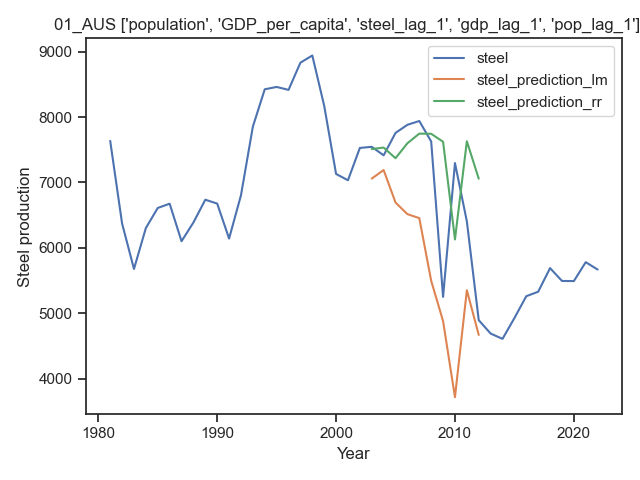 01_AUS ['population', 'GDP_per_capita', 'steel_lag_1', 'gdp_lag_1', 'pop_lag_1']
steel
steel_prediction_lm
steel_prediction_rr
9000
8000
7000
6000
5000
4000
Steel production
1980
1990
2000
2010
2020
Year